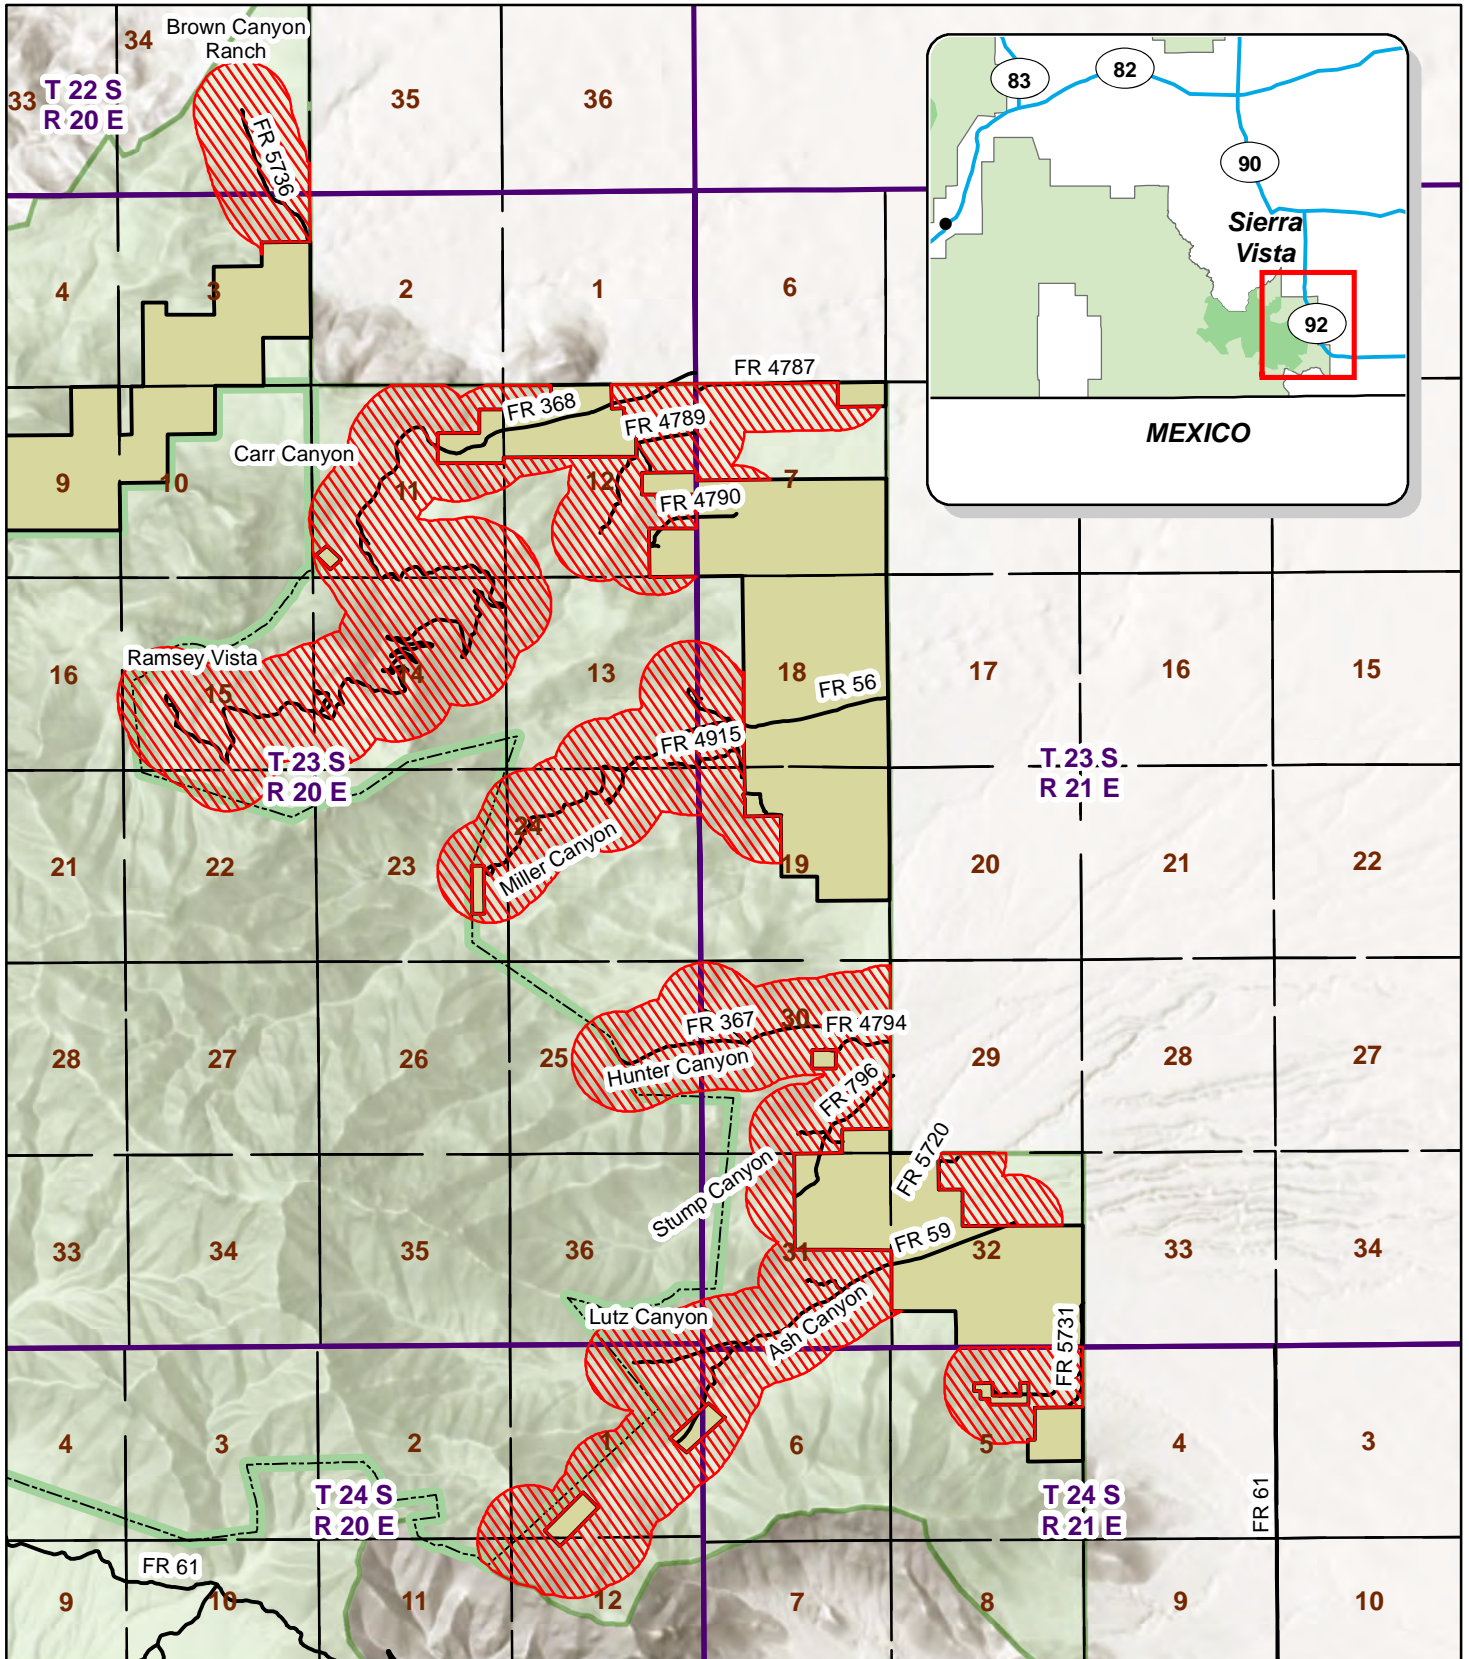 Brown Canyon
Ranch
34
33
T 22 S
R 20 E
35
36
FR 5736
83
82
90
Sierra
Vista
92
MEXICO
4
3
2
1
6
FR 4787
FR 368
FR 4789
Carr Canyon
9
10
11
12
7
FR 4790
16
Ramsey Vista
15
14
13
18
17
16
15
FR 56
FR 4915
T 23 S
R 20 E
T 23 S
R 21 E
21
22
23
24
Miller Canyon
19
20
21
22
28
27
26
25
FR 367
30
FR 4794
29
28
27
Hunter Canyon
FR 796
FR 5720
Stump Canyon
33
34
35
36
31
FR 59
32
33
34
Lutz Canyon
Ash Canyon
FR 5731
4
3
2
1
6
5
4
3
T 24 S
R 20 E
T 24 S
R 21 E
FR 61
FR 61
9
10
11
12
7
8
9
10